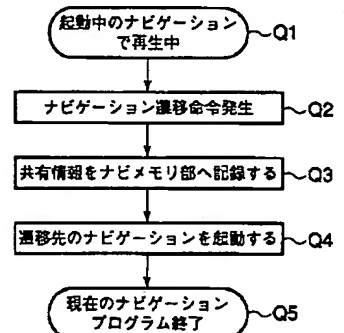 起動中のナビゲーション
で再生中
Q1
ナビゲーション遷移命令発生
Q2
共有情報をナビメモリ部へ記録する
Q3
遷移先のナビゲーションを起動する
Q4
現在のナビゲーション
プログラム終了
Q5